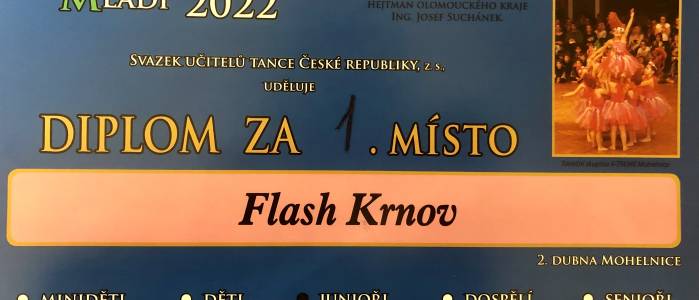 MLADÍ 2022
HEJTMAN OLOMOUCKÉHO KRAJE
ING. JOSEF SUCHÁNEK
SVAZEK UČITELŮ TANCE ČESKÉ REPUBLIKY, Z. S.,
UDĚLUJE
DIPLOM ZA 1. MÍSTO
Flash Krnov
2. DUBNA MOHELNICE
MINIDĚTI DĚTI JUNIOŘI DOSPĚLÍ SENIOŘI